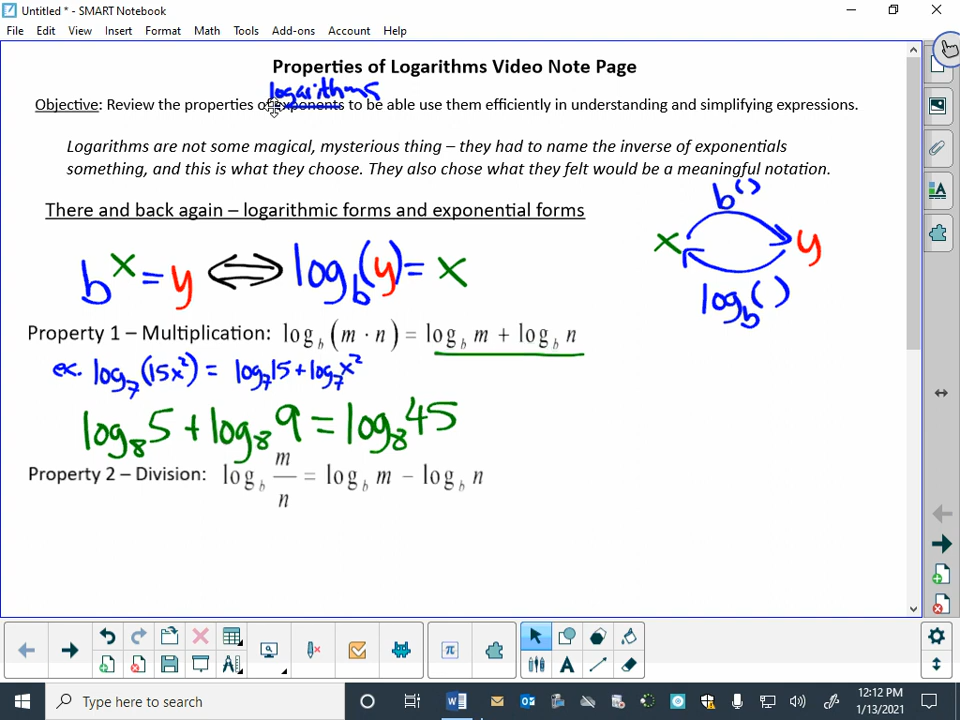 Untitled * - SMART Notebook
File Edit View Insert Format Math Tools Add-ons Account Help
Properties of Logarithms Video Note Page
logarithms
Objective: Review the properties of exponents to be able use them efficiently in understanding and simplifying expressions.
Logarithms are not some magical, mysterious thing – they had to name the inverse of exponentials
something, and this is what they choose. They also chose what they felt would be a meaningful notation.
There and back again – logarithmic forms and exponential forms
b^()
x y
log_b()
b^x = y ⟺ log_b(y) = x
Property 1 – Multiplication: log_b (m · n) = log_b m + log_b n
ex. log_7(15x²) = log_7 15 + log_7 x²
log_8 5 + log_8 9 = log_8 45
Property 2 – Division: log_b m/n = log_b m − log_b n
Type here to search
12:12 PM
1/13/2021